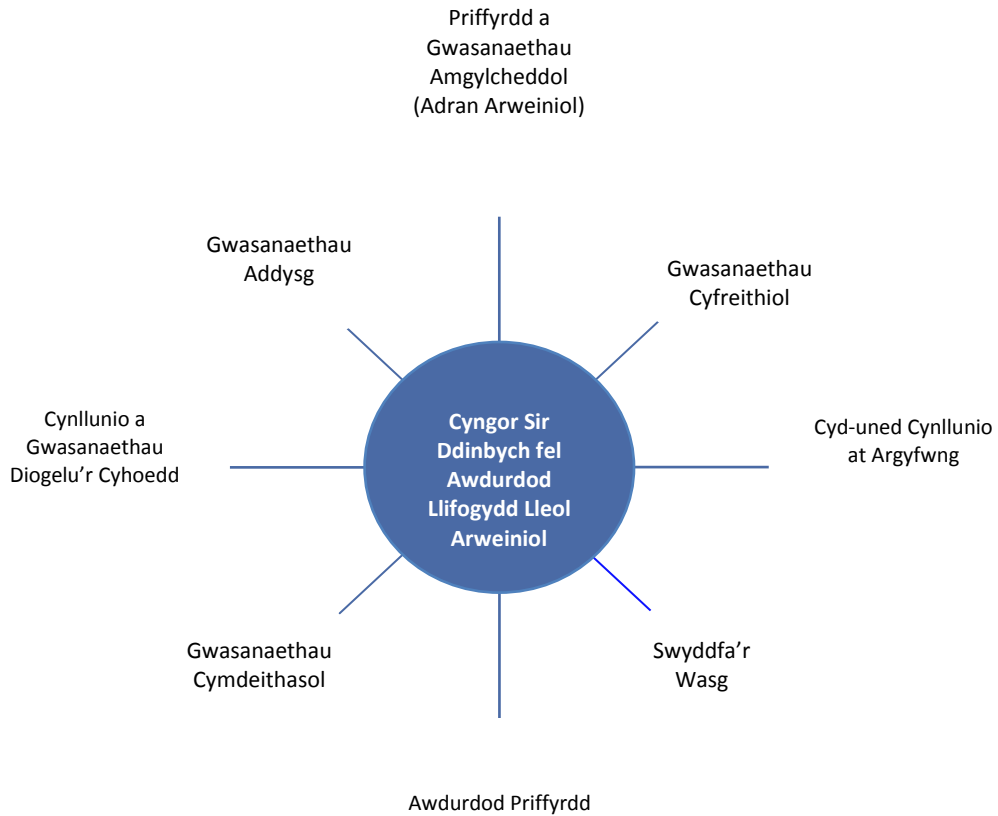 Priffyrdd a
Gwasanaethau
Amgylcheddol
(Adran Arweiniol)
Gwasanaethau
Addysg
Gwasanaethau
Cyfreithiol
Cynllunio a
Gwasanaethau
Diogelu’r Cyhoedd
Cyngor Sir
Ddinbych fel
Awdurdod
Llifogydd Lleol
Arweiniol
Cyd-uned Cynllunio
at Argyfwng
Gwasanaethau
Cymdeithasol
Swyddfa’r
Wasg
Awdurdod Priffyrdd